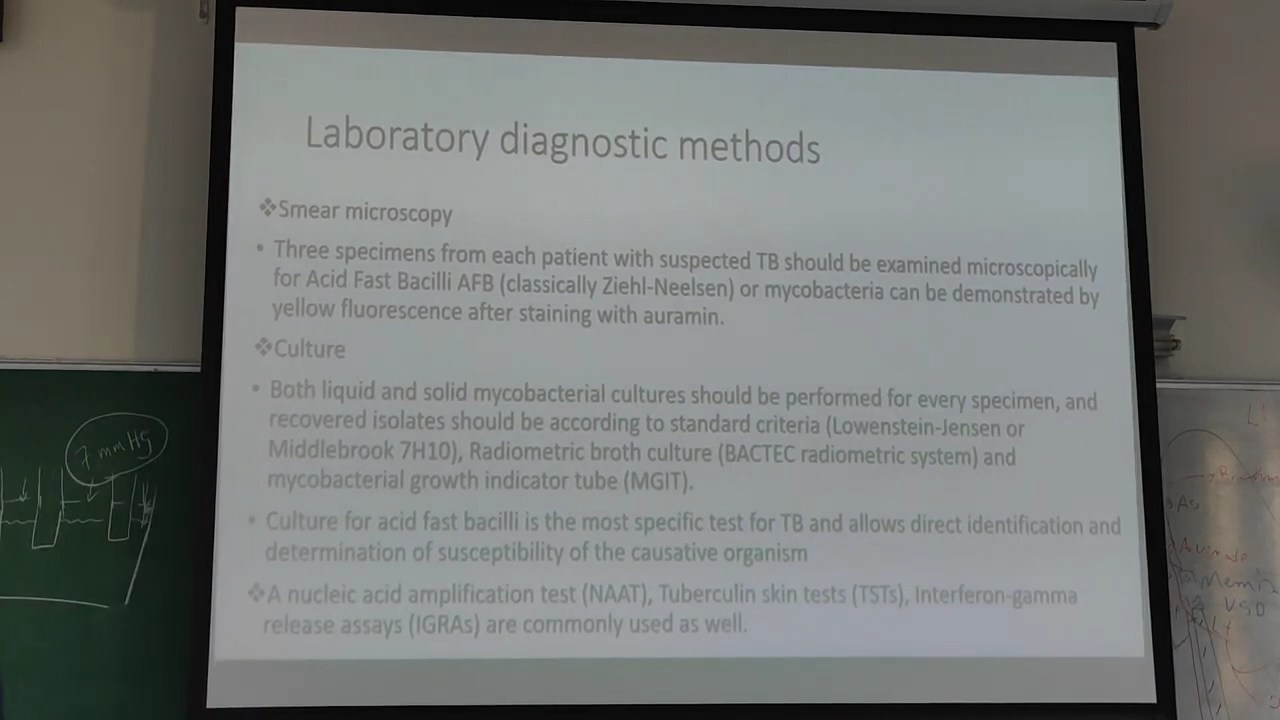 Laboratory diagnostic methods
❖Smear microscopy
• Three specimens from each patient with suspected TB should be examined microscopically
for Acid Fast Bacilli AFB (classically Ziehl-Neelsen) or mycobacteria can be demonstrated by
yellow fluorescence after staining with auramin.
❖Culture
• Both liquid and solid mycobacterial cultures should be performed for every specimen, and
recovered isolates should be according to standard criteria (Lowenstein-Jensen or
Middlebrook 7H10), Radiometric broth culture (BACTEC radiometric system) and
mycobacterial growth indicator tube (MGIT).
• Culture for acid fast bacilli is the most specific test for TB and allows direct identification and
determination of susceptibility of the causative organism
❖A nucleic acid amplification test (NAAT), Tuberculin skin tests (TSTs), Interferon-gamma
release assays (IGRAs) are commonly used as well.
7 mmHg
As
VSD